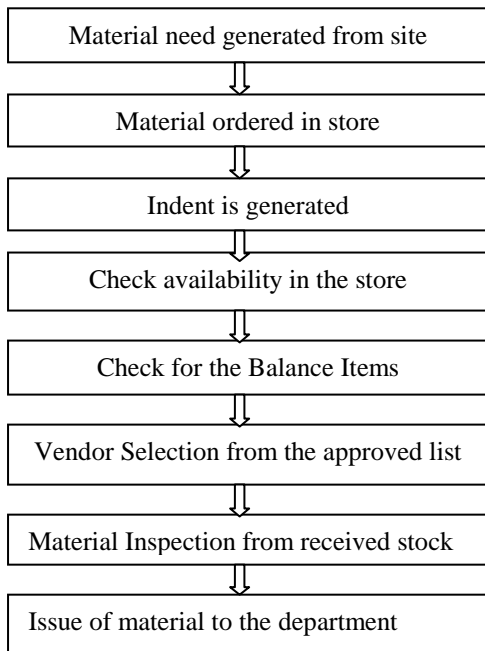 Material need generated from site
Material ordered in store
Indent is generated
Check availability in the store
Check for the Balance Items
Vendor Selection from the approved list
Material Inspection from received stock
Issue of material to the department